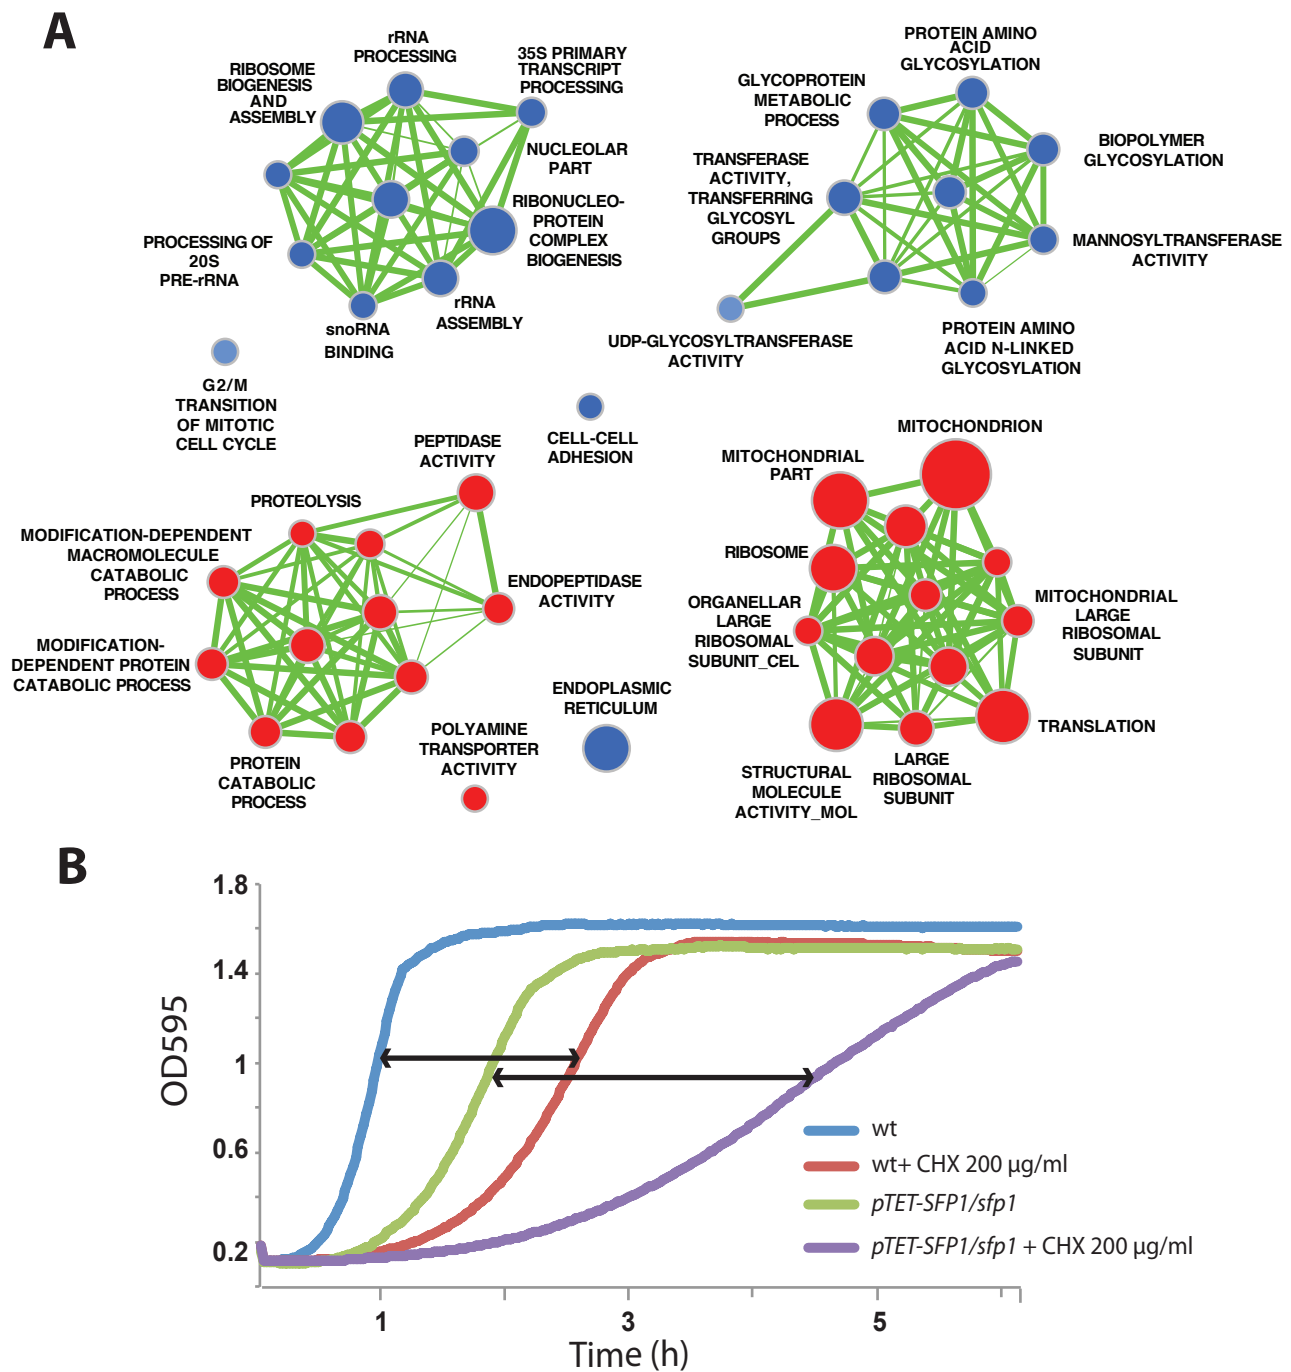 A
rRNA
PROCESSING
RIBOSOME
BIOGENESIS
AND
ASSEMBLY
35S PRIMARY
TRANSCRIPT
PROCESSING
NUCLEOLAR
PART
RIBONUCLEO-
PROTEIN
COMPLEX
BIOGENESIS
PROCESSING OF
20S
PRE-rRNA
snoRNA
BINDING
rRNA
ASSEMBLY
PROTEIN AMINO
ACID
GLYCOSYLATION
GLYCOPROTEIN
METABOLIC
PROCESS
BIOPOLYMER
GLYCOSYLATION
TRANSFERASE
ACTIVITY,
TRANSFERRING
GLYCOSYL
GROUPS
MANNOSYLTRANSFERASE
ACTIVITY
UDP-GLYCOSYLTRANSFERASE
ACTIVITY
PROTEIN AMINO
ACID N-LINKED
GLYCOSYLATION
G2/M
TRANSITION
OF MITOTIC
CELL CYCLE
CELL-CELL
ADHESION
PEPTIDASE
ACTIVITY
PROTEOLYSIS
MODIFICATION-DEPENDENT
MACROMOLECULE
CATABOLIC
PROCESS
ENDOPEPTIDASE
ACTIVITY
MODIFICATION-
DEPENDENT PROTEIN
CATABOLIC PROCESS
PROTEIN
CATABOLIC
PROCESS
POLYAMINE
TRANSPORTER
ACTIVITY
ENDOPLASMIC
RETICULUM
MITOCHONDRION
MITOCHONDRIAL
PART
RIBOSOME
ORGANELLAR
LARGE
RIBOSOMAL
SUBUNIT_CEL
MITOCHONDRIAL
LARGE
RIBOSOMAL
SUBUNIT
TRANSLATION
STRUCTURAL
MOLECULE
ACTIVITY_MOL
LARGE
RIBOSOMAL
SUBUNIT
B
1.8
1.4
1
0.6
0.2
OD595
wt
wt+ CHX 200 µg/ml
pTET-SFP1/sfp1
pTET-SFP1/sfp1 + CHX 200 µg/ml
1 3 5
Time (h)